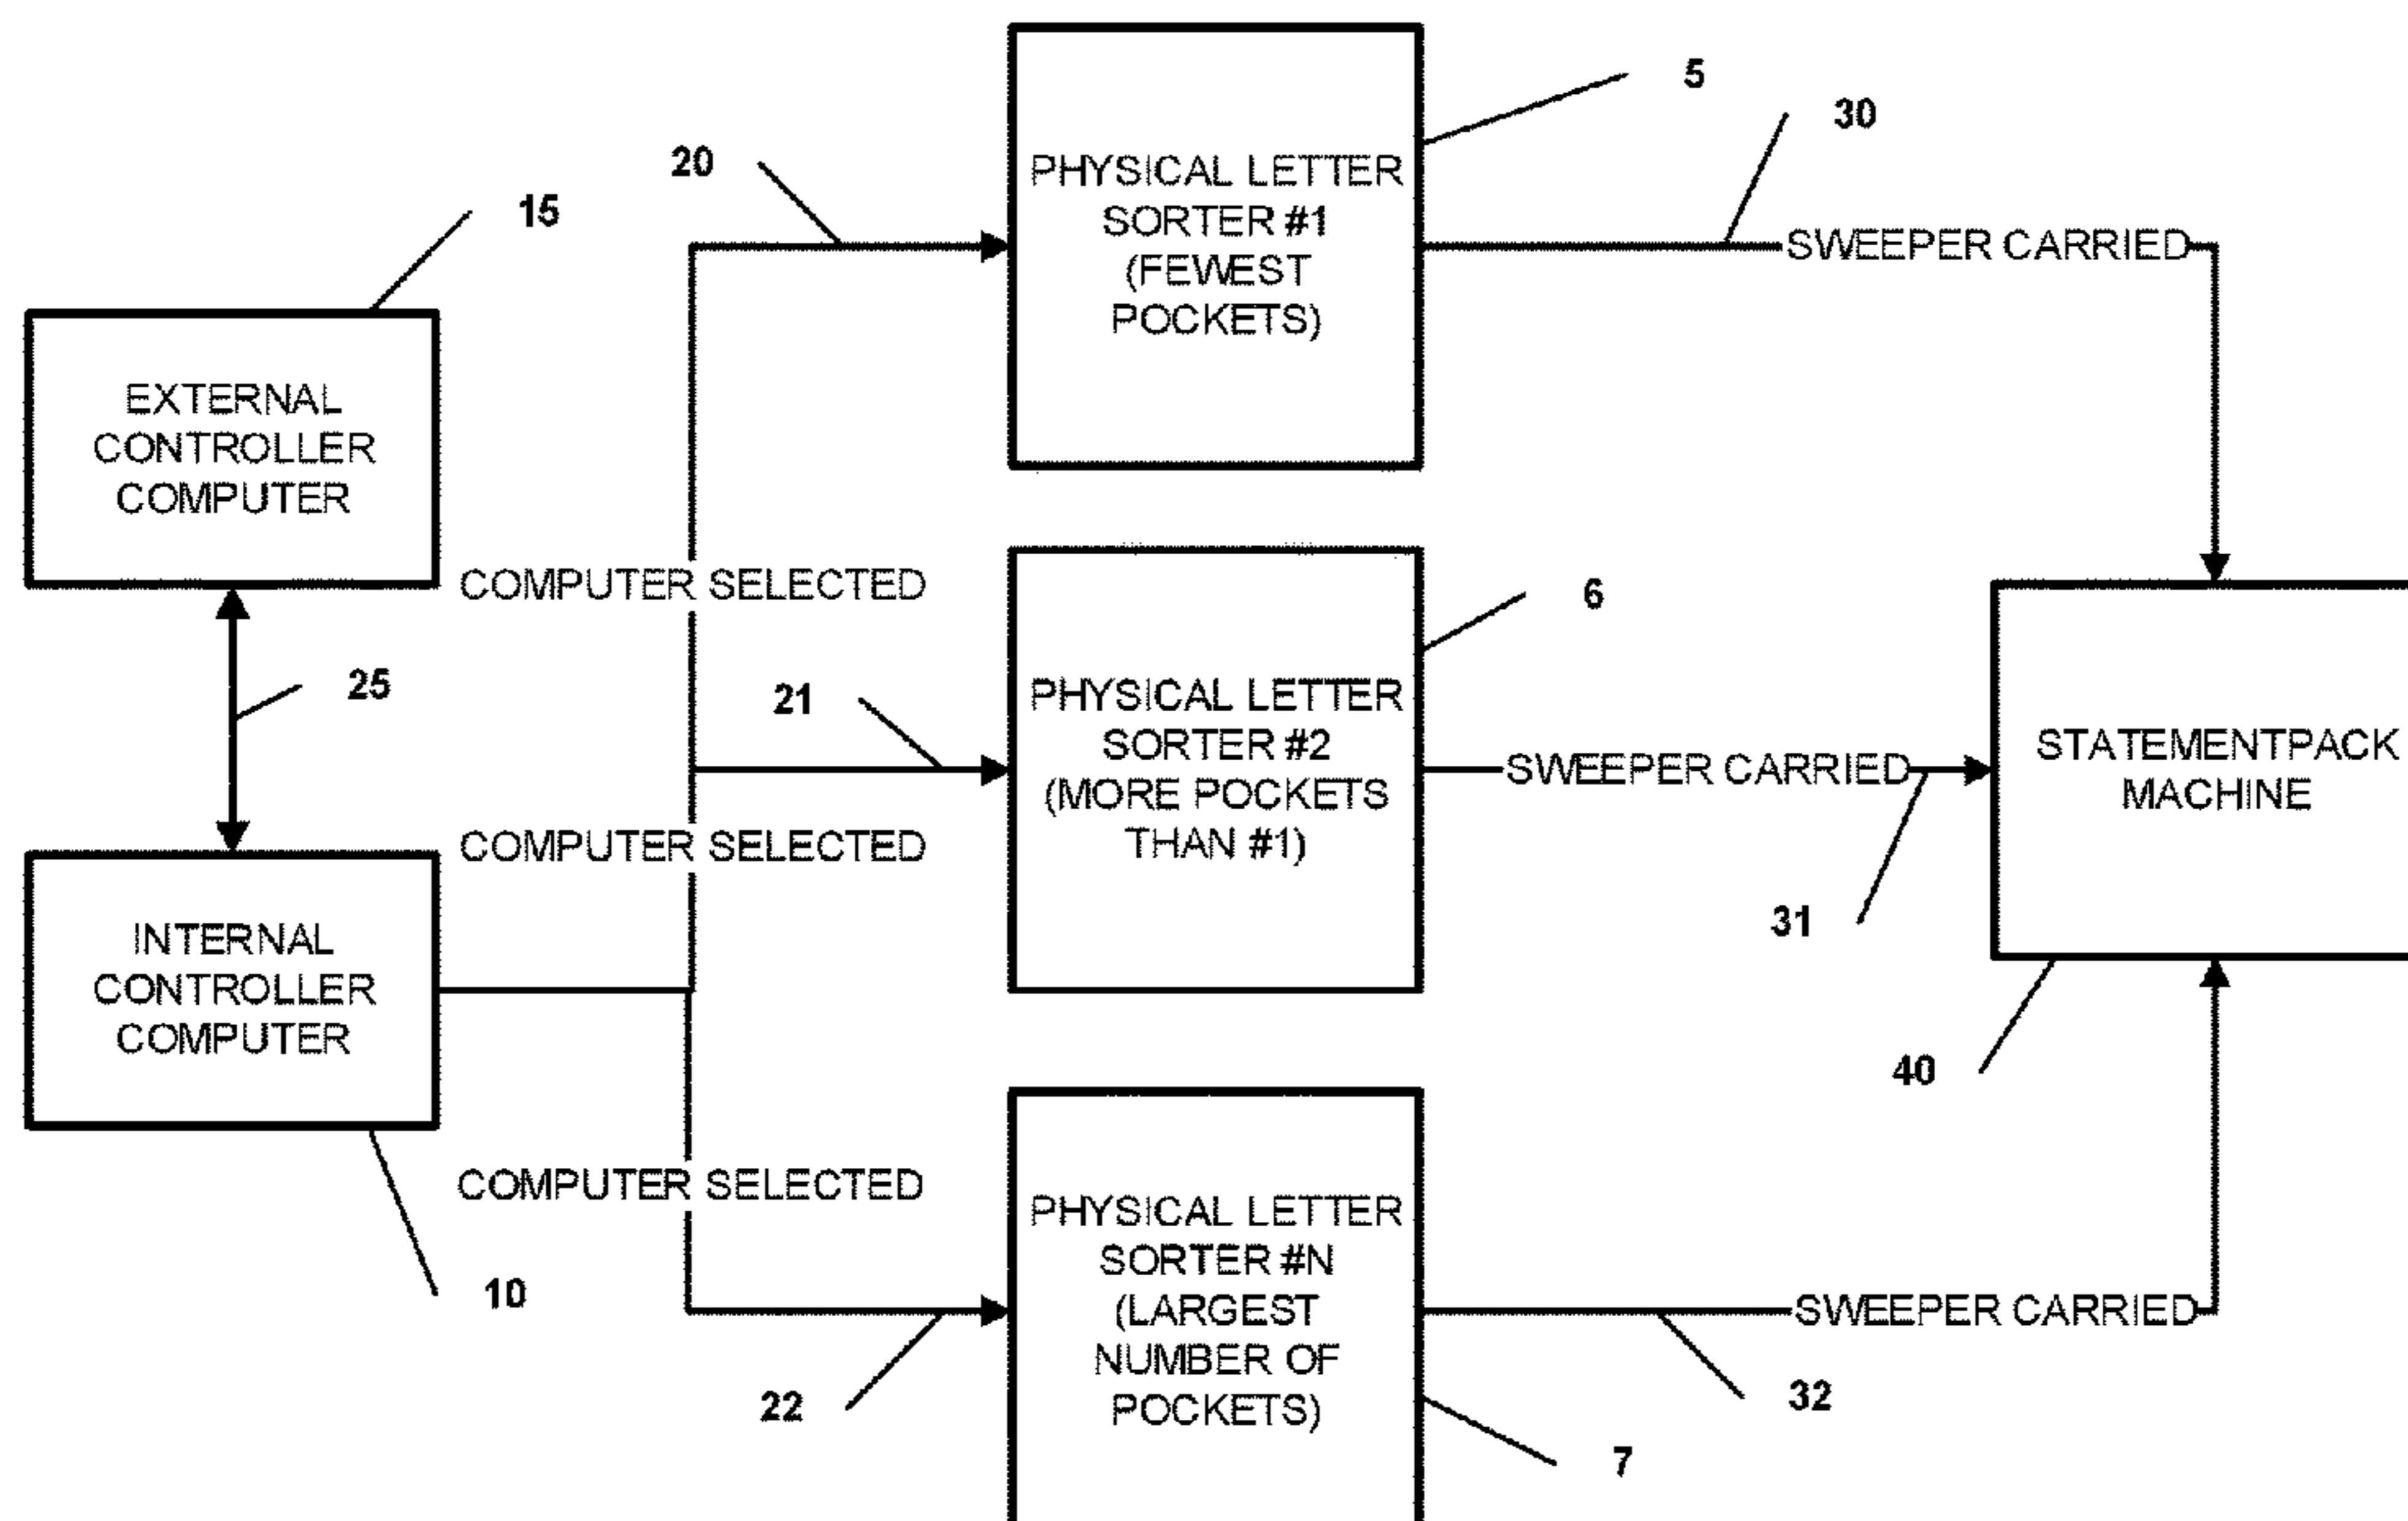 5
30
20
15
PHYSICAL LETTER
SORTER #1
(FEWEST
POCKETS)
SWEEPER CARRIED
EXTERNAL
CONTROLLER
COMPUTER
COMPUTER SELECTED
6
25
21
PHYSICAL LETTER
SORTER #2
(MORE POCKETS
THAN #1)
SWEEPER CARRIED
STATEMENTPACK
MACHINE
COMPUTER SELECTED
31
INTERNAL
CONTROLLER
COMPUTER
40
COMPUTER SELECTED
10
PHYSICAL LETTER
SORTER #N
(LARGEST
NUMBER OF
POCKETS)
SWEEPER CARRIED
22
32
7